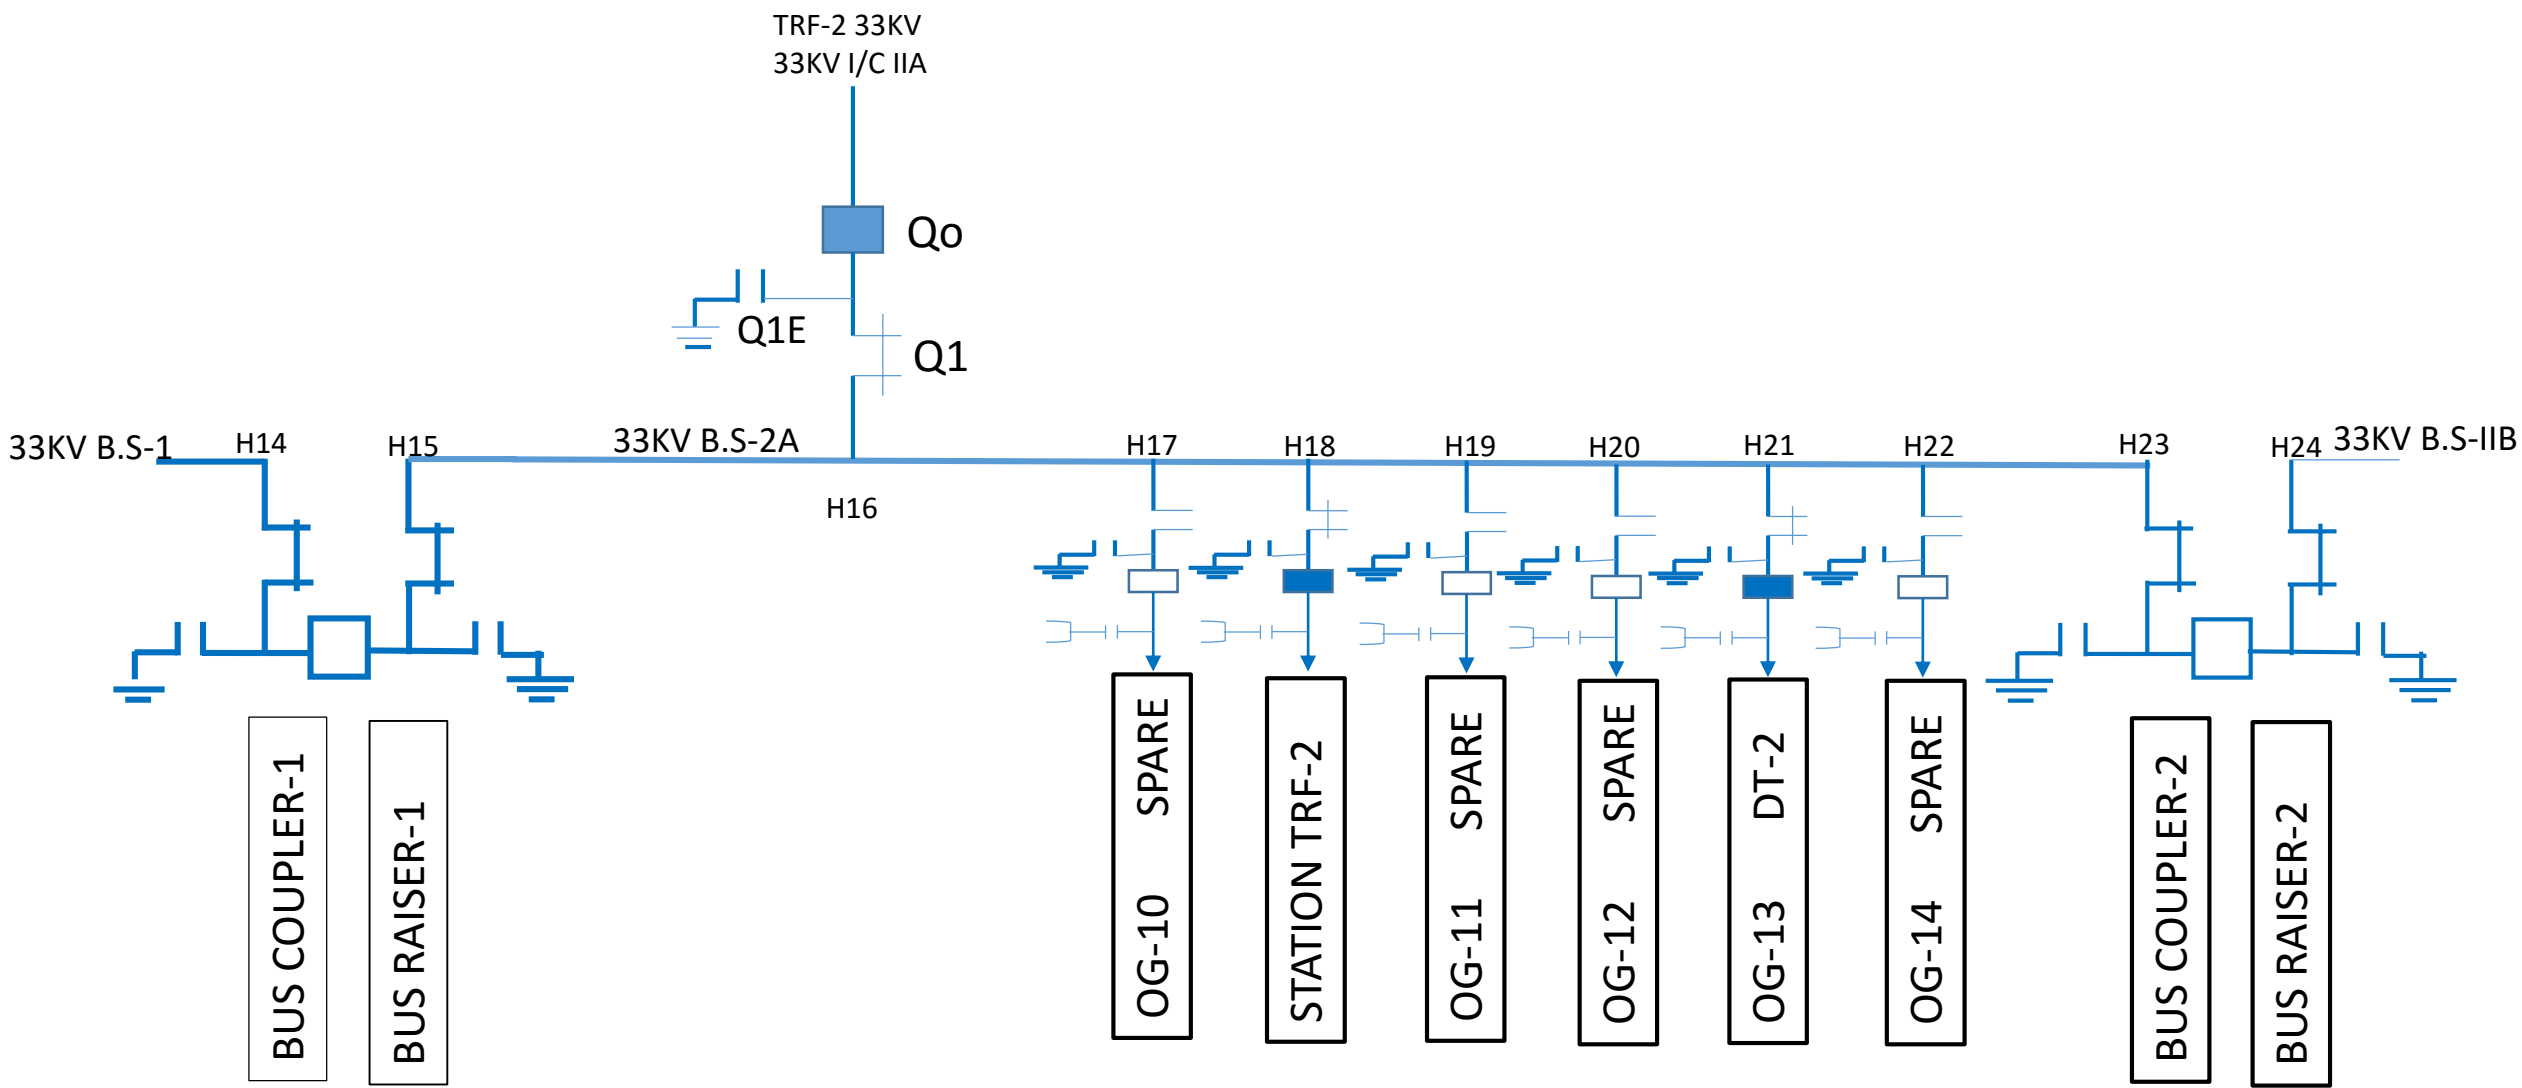 TRF-2 33KV
33KV I/C IIA
Qo
Q1E
Q1
33KV B.S-1
H14
H15
33KV B.S-2A
H16
H17
H18
H19
H20
H21
H22
H23
H24
33KV B.S-IIB
BUS COUPLER-1
BUS RAISER-1
OG-10 SPARE
STATION TRF-2
OG-11 SPARE
OG-12 SPARE
OG-13 DT-2
OG-14 SPARE
BUS COUPLER-2
BUS RAISER-2